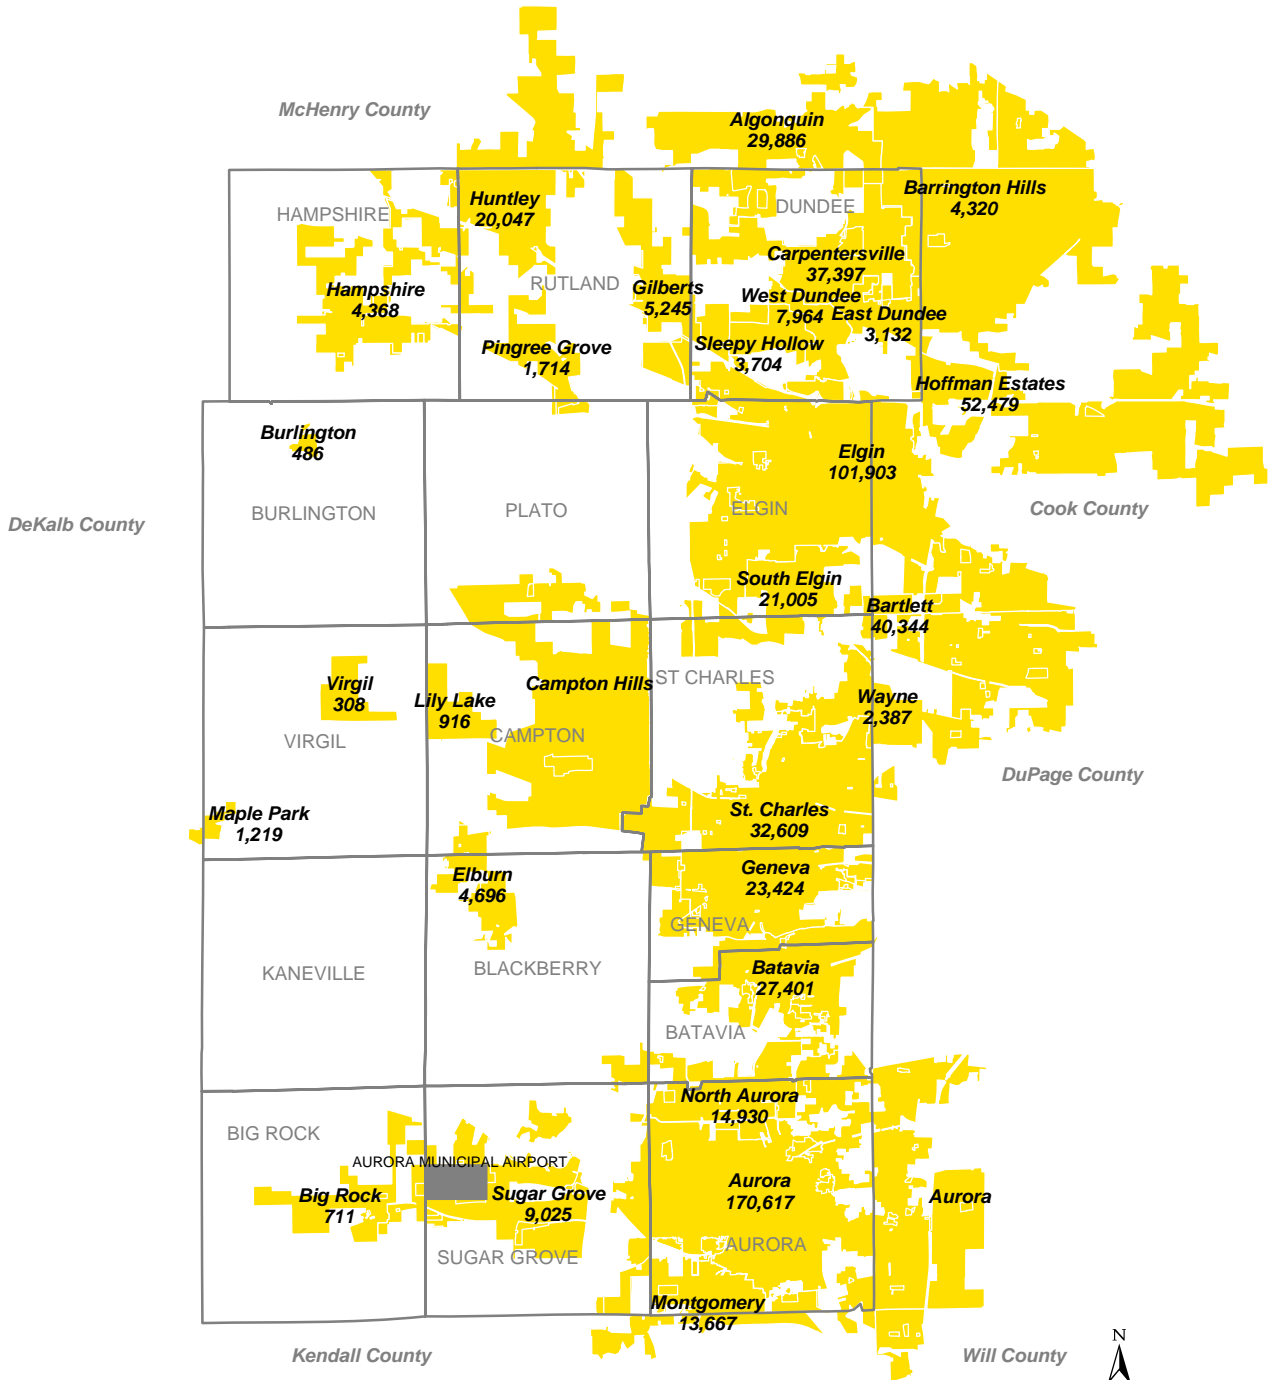 McHenry County
Algonquin
29,886
Barrington Hills
4,320
HAMPSHIRE
Huntley
20,047
DUNDEE
RUTLAND
Carpentersville
37,397
Hampshire
4,368
Gilberts
5,245
West Dundee
7,964
East Dundee
3,132
Pingree Grove
1,714
Sleepy Hollow
3,704
Hoffman Estates
52,479
Burlington
486
Elgin
101,903
DeKalb County
BURLINGTON
PLATO
ELGIN
Cook County
South Elgin
21,005
Bartlett
40,344
Virgil
308
Lily Lake
916
Campton Hills
ST CHARLES
Wayne
2,387
VIRGIL
CAMPTON
DuPage County
Maple Park
1,219
St. Charles
32,609
Elburn
4,696
Geneva
23,424
GENEVA
KANEVILLE
BLACKBERRY
Batavia
27,401
BATAVIA
North Aurora
14,930
BIG ROCK
AURORA MUNICIPAL AIRPORT
Big Rock
711
Sugar Grove
9,025
Aurora
170,617
Aurora
SUGAR GROVE
AURORA
Montgomery
13,667
Kendall County
Will County
N